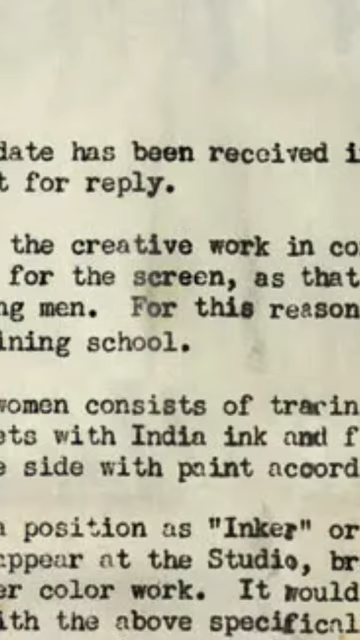 date has been received i
t for reply.
the creative work in co
for the screen, as that
ng men. For this reason
ining school.
women consists of tracin
ets with India ink and f
e side with paint accord
a position as "Inker" or
appear at the Studio, br
er color work. It would
ith the above specifical